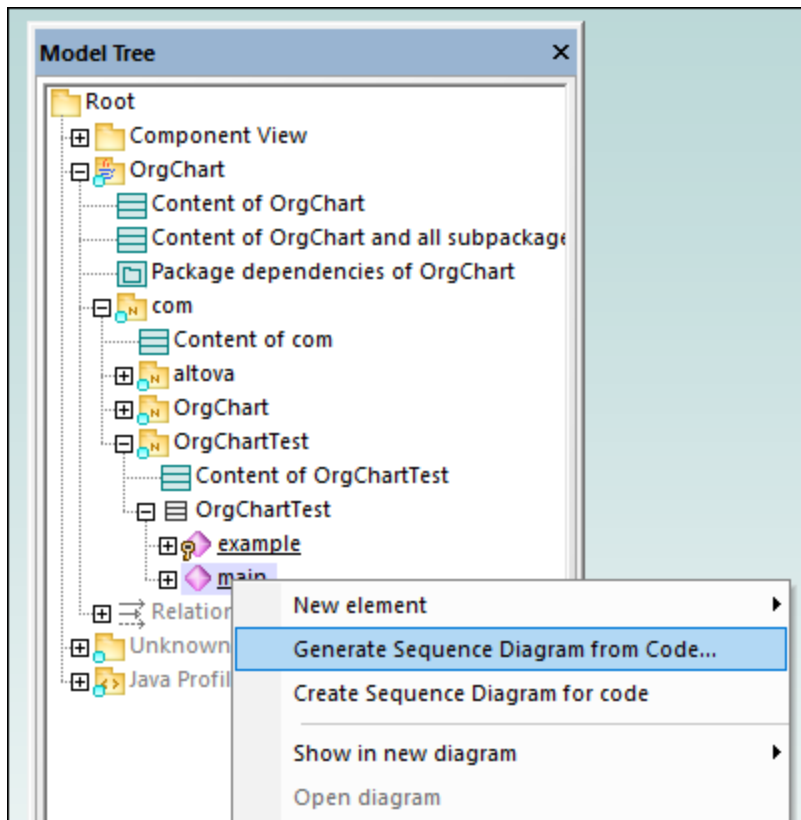 Model Tree
Root
Component View
OrgChart
Content of OrgChart
Content of OrgChart and all subpackage
Package dependencies of OrgChart
com
Content of com
altova
OrgChart
OrgChartTest
Content of OrgChartTest
OrgChartTest
example
main
Relation
Unknown
Java Profil
New element
Generate Sequence Diagram from Code...
Create Sequence Diagram for code
Show in new diagram
Open diagram